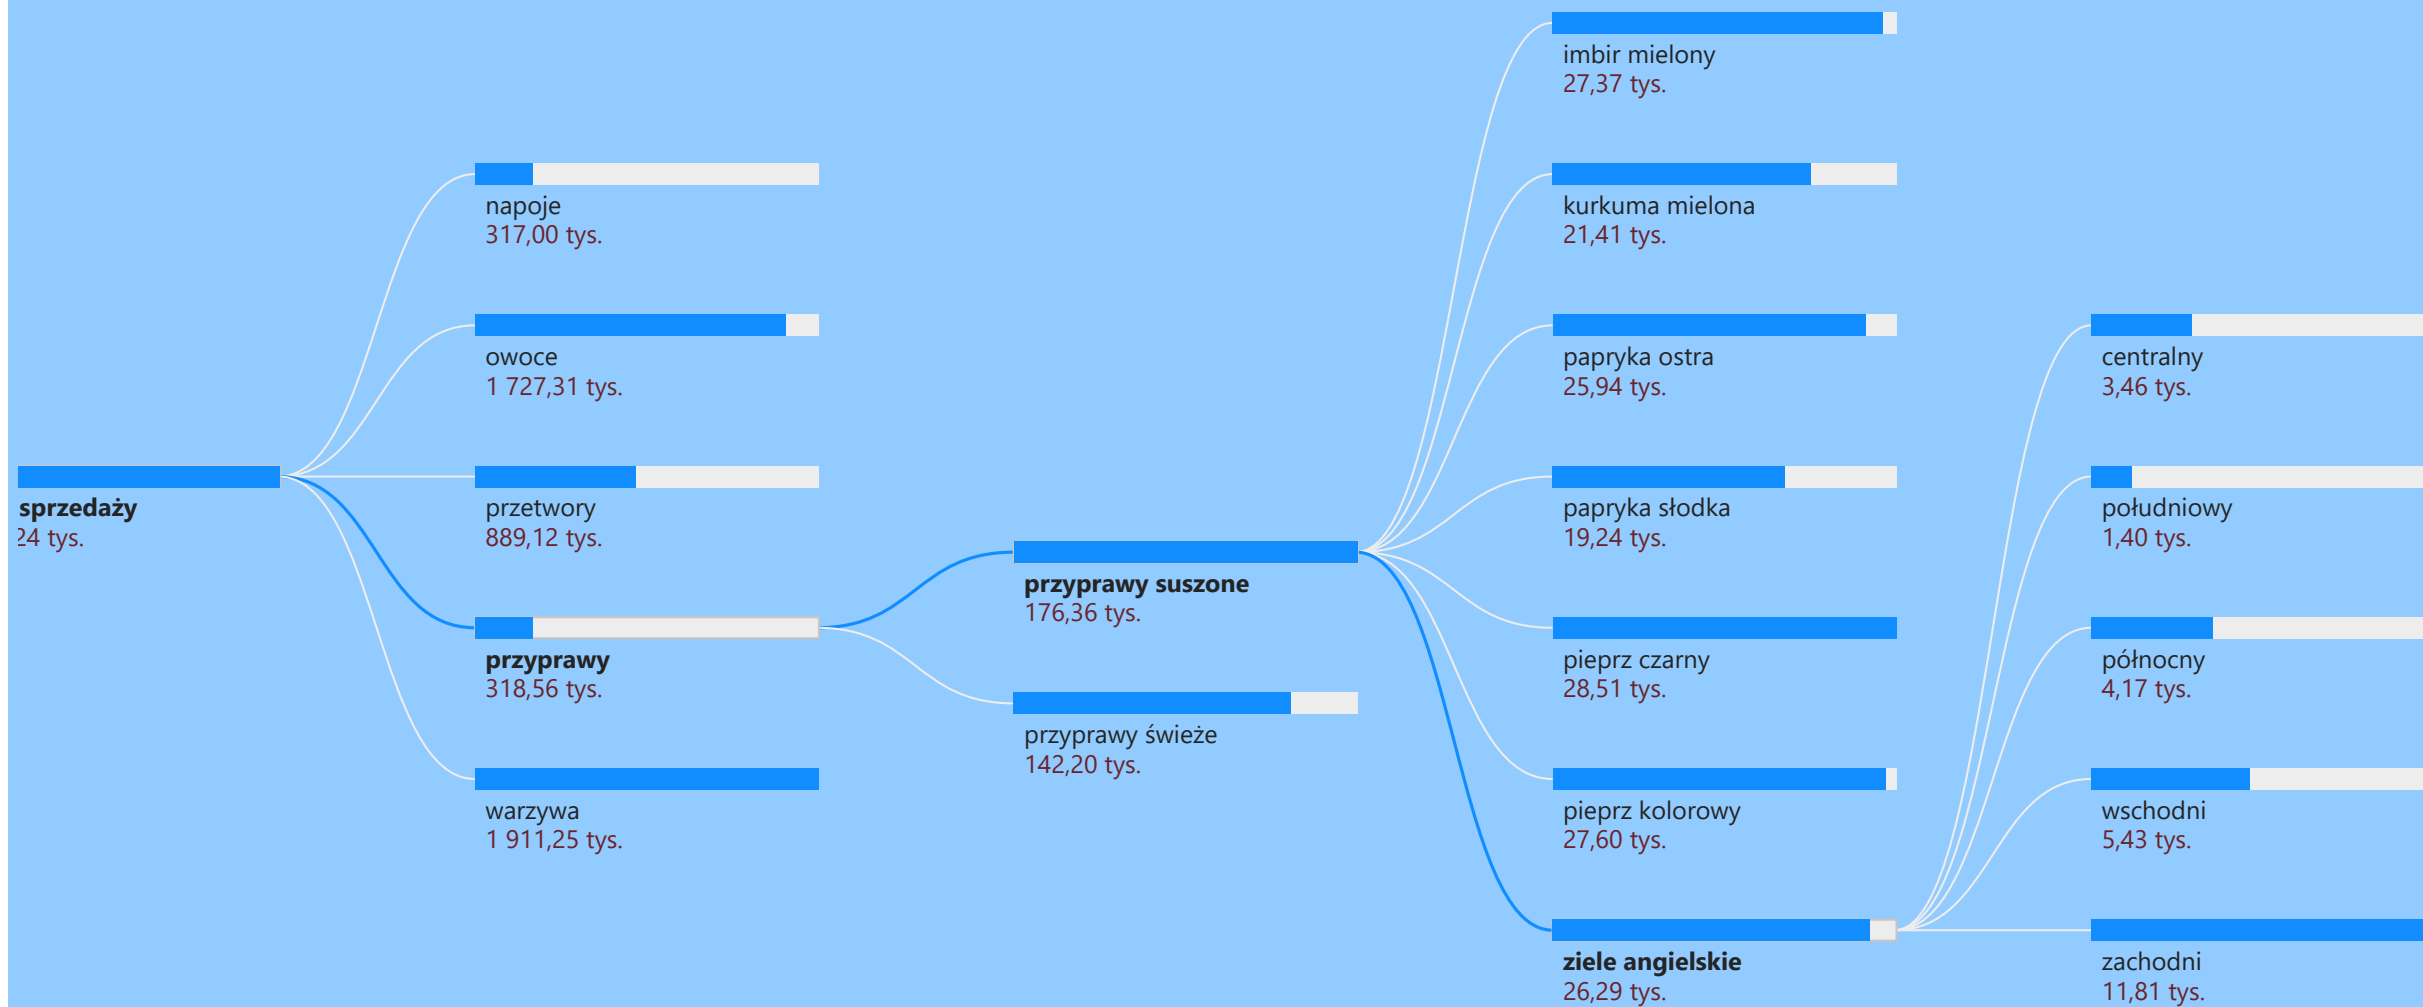 sprzedaży
24 tys.
napoje
317,00 tys.
owoce
1 727,31 tys.
przetwory
889,12 tys.
przyprawy
318,56 tys.
warzywa
1 911,25 tys.
przyprawy suszone
176,36 tys.
przyprawy świeże
142,20 tys.
imbir mielony
27,37 tys.
kurkuma mielona
21,41 tys.
papryka ostra
25,94 tys.
papryka słodka
19,24 tys.
pieprz czarny
28,51 tys.
pieprz kolorowy
27,60 tys.
ziele angielskie
26,29 tys.
centralny
3,46 tys.
południowy
1,40 tys.
północny
4,17 tys.
wschodni
5,43 tys.
zachodni
11,81 tys.